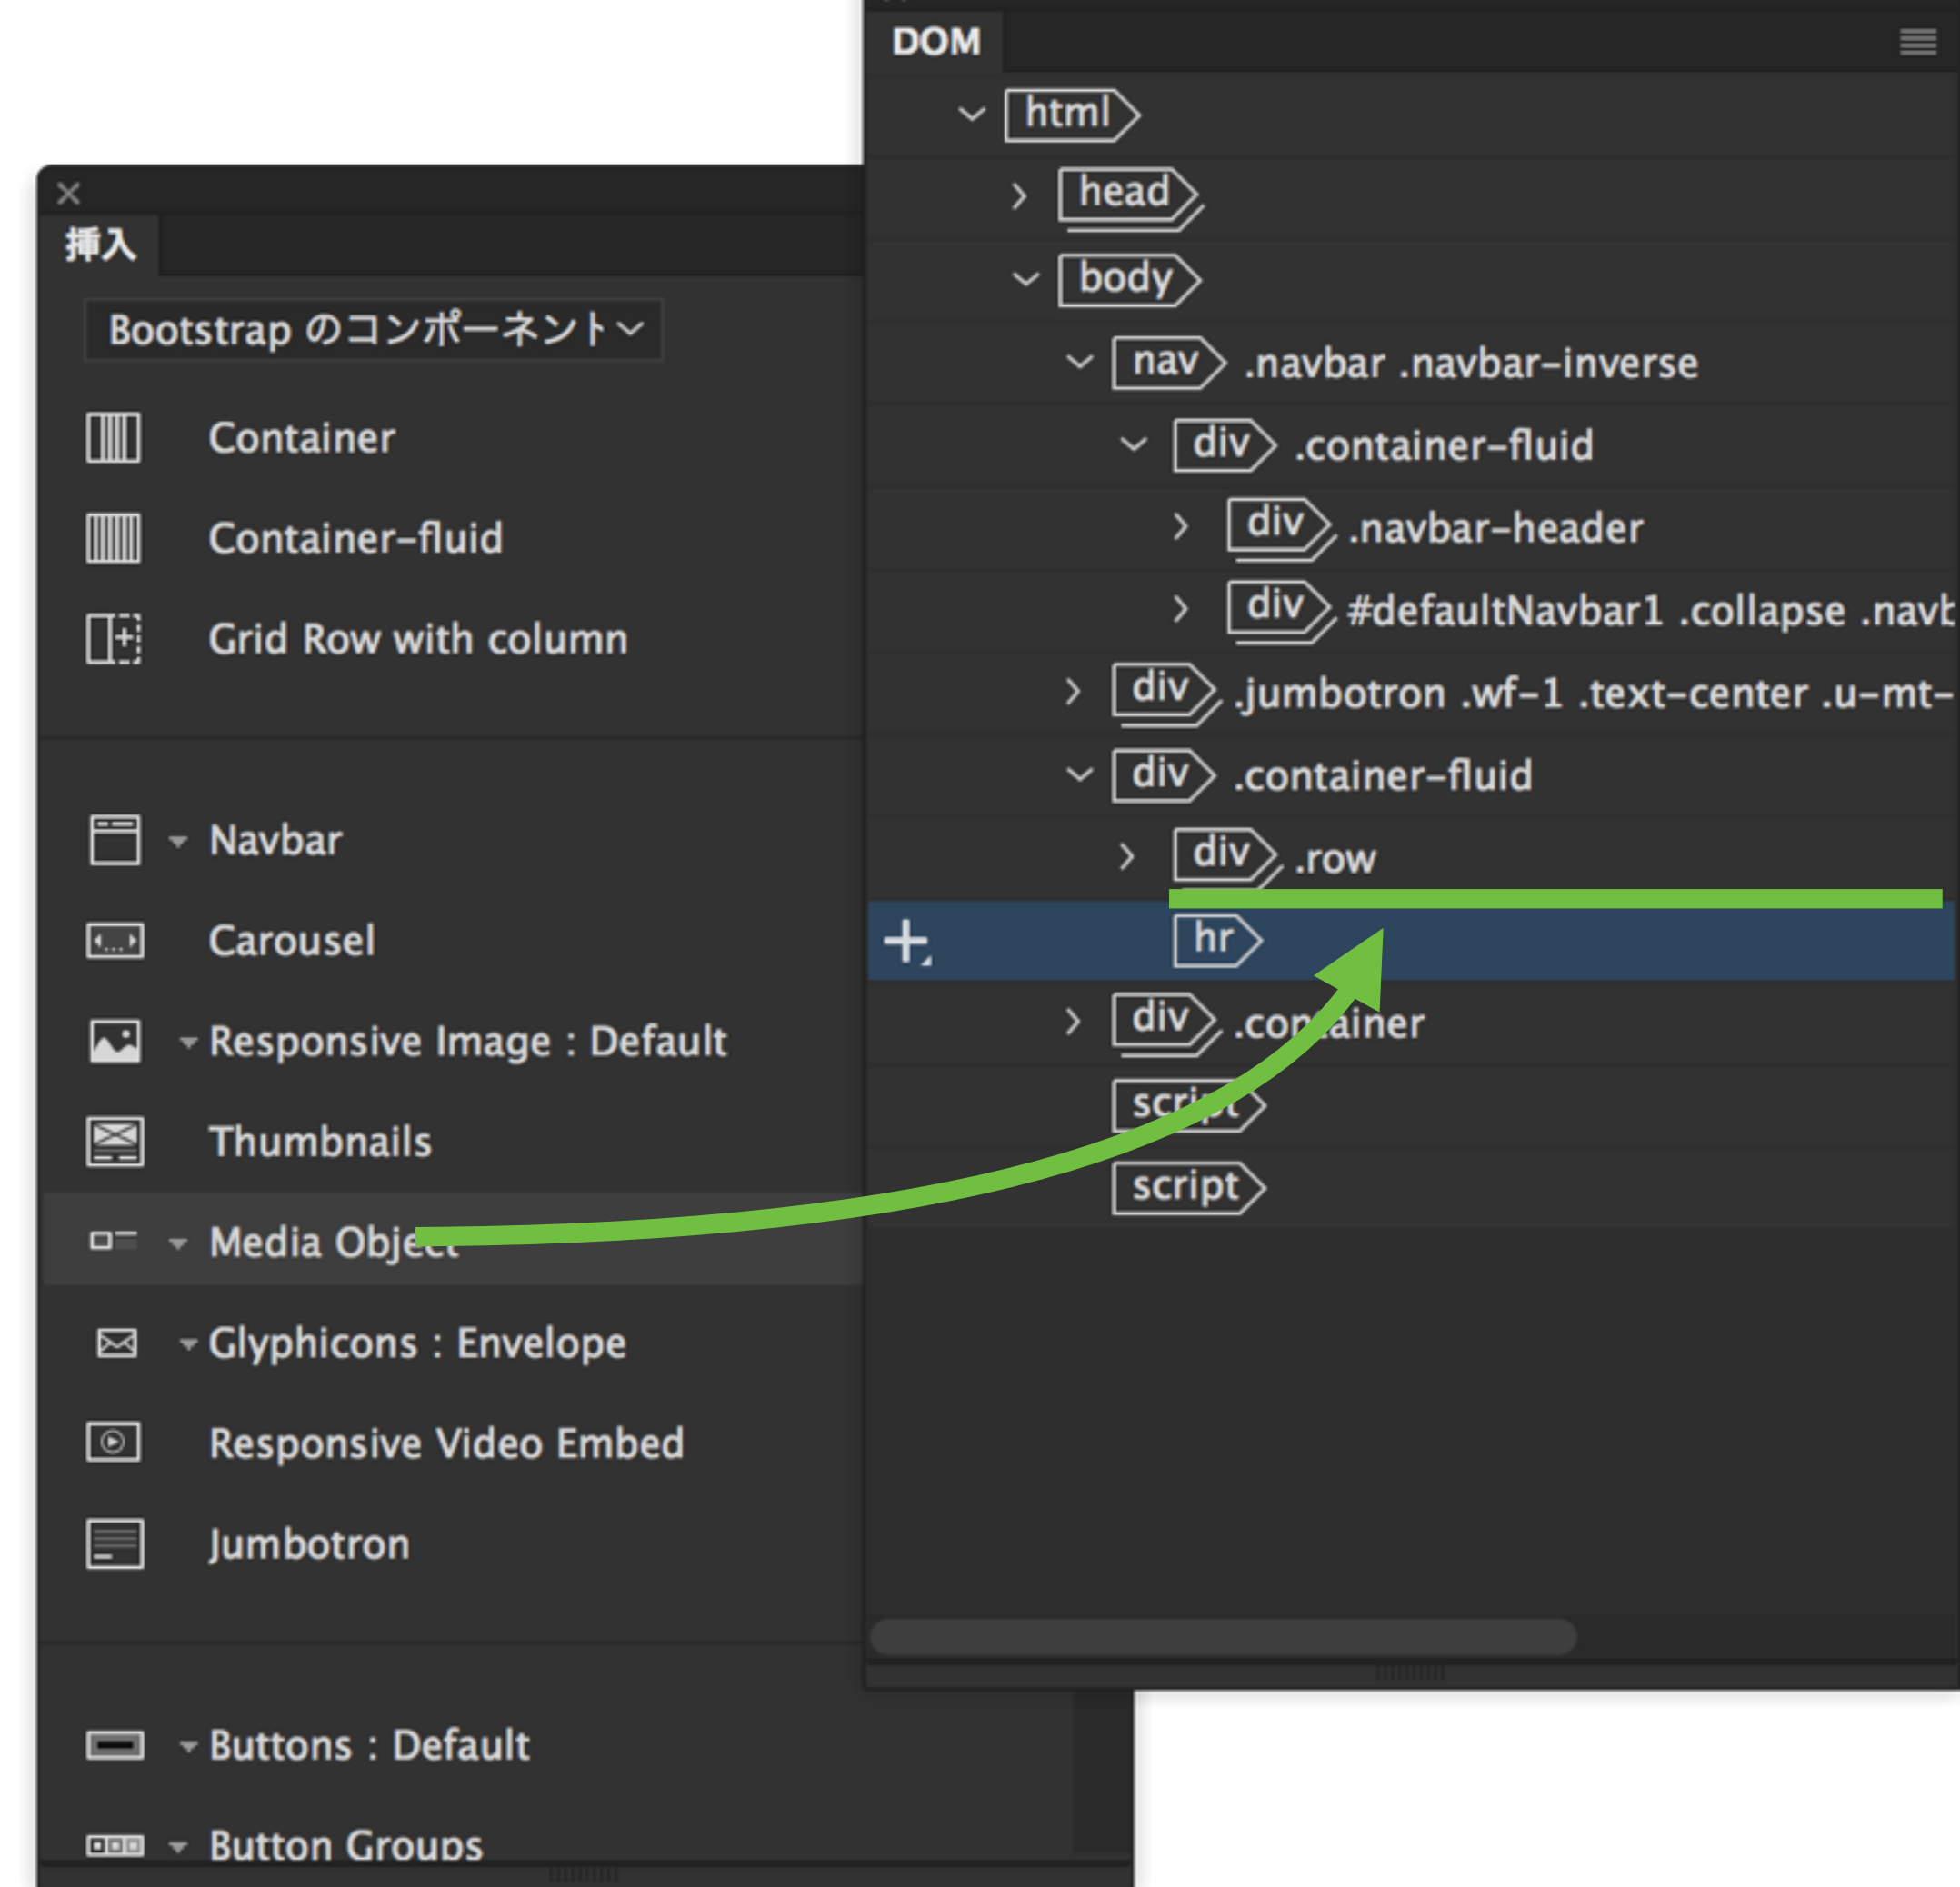 DOM
html
head
body
nav .navbar .navbar-inverse
div .container-fluid
div .navbar-header
div #defaultNavbar1 .collapse .navb
div .jumbotron .wf-1 .text-center .u-mt-
div .container-fluid
div .row
hr
div .container
script
script
挿入
Bootstrap のコンポーネント
Container
Container-fluid
Grid Row with column
Navbar
Carousel
Responsive Image : Default
Thumbnails
Media Object
Glyphicons : Envelope
Responsive Video Embed
Jumbotron
Buttons : Default
Button Groups